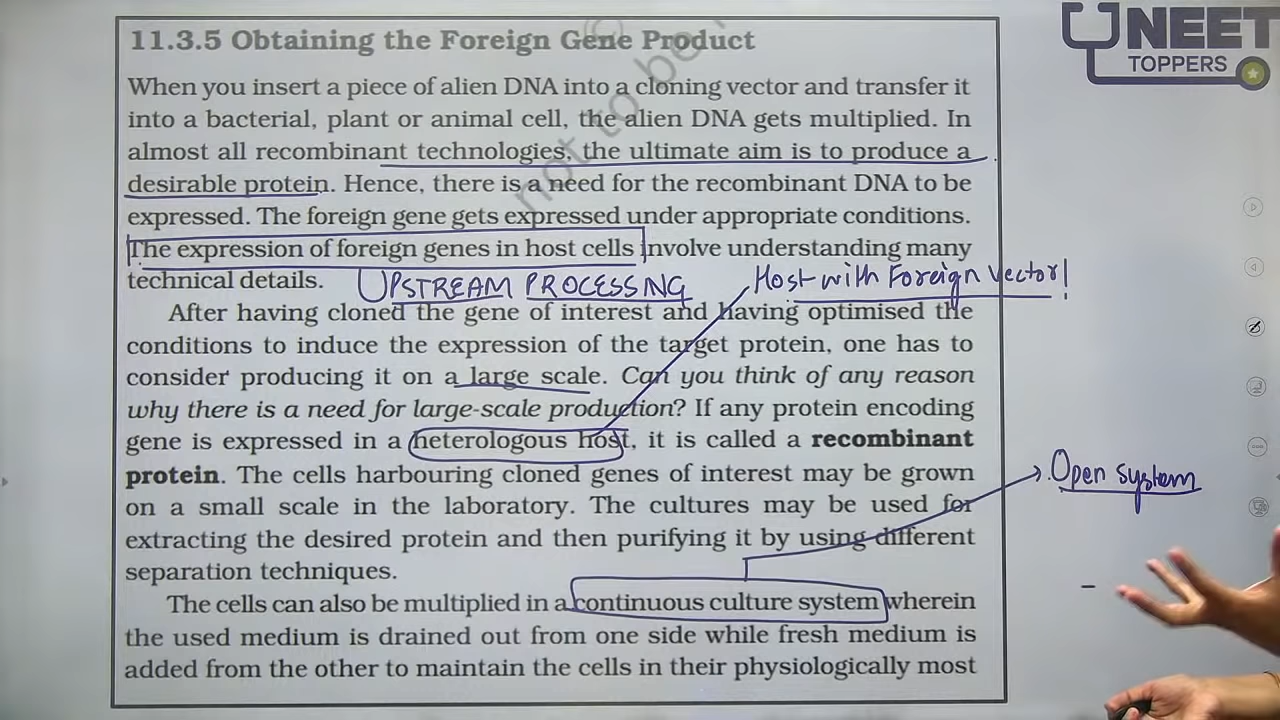 11.3.5 Obtaining the Foreign Gene Product
NEET
TOPPERS
When you insert a piece of alien DNA into a cloning vector and transfer it
into a bacterial, plant or animal cell, the alien DNA gets multiplied. In
almost all recombinant technologies, the ultimate aim is to produce a
desirable protein. Hence, there is a need for the recombinant DNA to be
expressed. The foreign gene gets expressed under appropriate conditions.
The expression of foreign genes in host cells involve understanding many
technical details.
UPSTREAM PROCESSING
Host with Foreign Vector!
After having cloned the gene of interest and having optimised the
conditions to induce the expression of the target protein, one has to
consider producing it on a large scale. Can you think of any reason
why there is a need for large-scale production? If any protein encoding
gene is expressed in a heterologous host, it is called a recombinant
protein. The cells harbouring cloned genes of interest may be grown
on a small scale in the laboratory. The cultures may be used for
extracting the desired protein and then purifying it by using different
separation techniques.
Open system
The cells can also be multiplied in a continuous culture system wherein
the used medium is drained out from one side while fresh medium is
added from the other to maintain the cells in their physiologically most
not to be